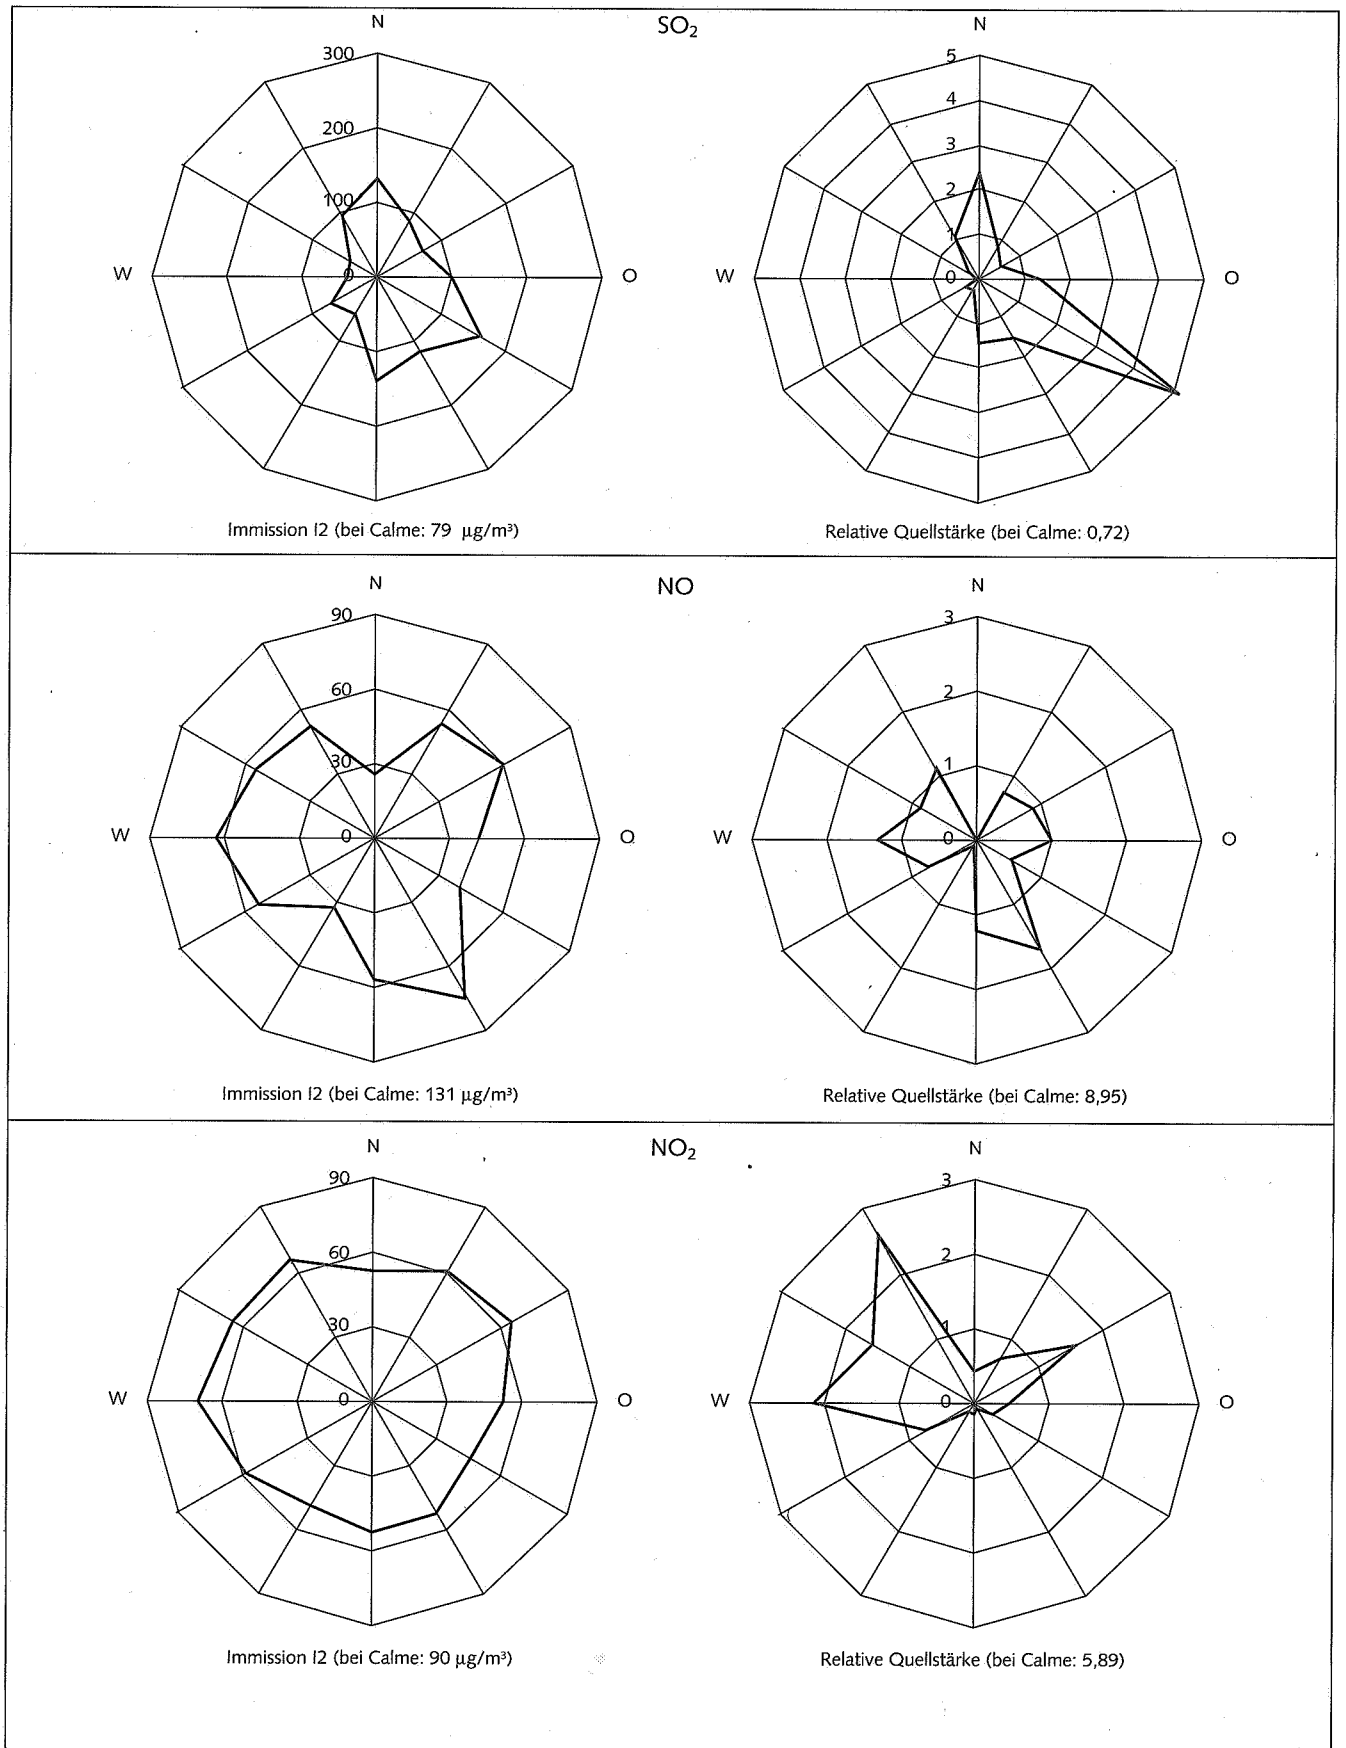 SO₂
N
300
200
100
0
W
O
Immission I2 (bei Calme: 79 µg/m³)
N
5
4
3
2
1
0
W
O
Relative Quellstärke (bei Calme: 0,72)
NO
N
90
60
30
0
W
O
Immission I2 (bei Calme: 131 µg/m³)
N
3
2
1
0
W
O
Relative Quellstärke (bei Calme: 8,95)
NO₂
N
90
60
30
0
W
O
Immission I2 (bei Calme: 90 µg/m³)
N
3
2
1
0
W
O
Relative Quellstärke (bei Calme: 5,89)